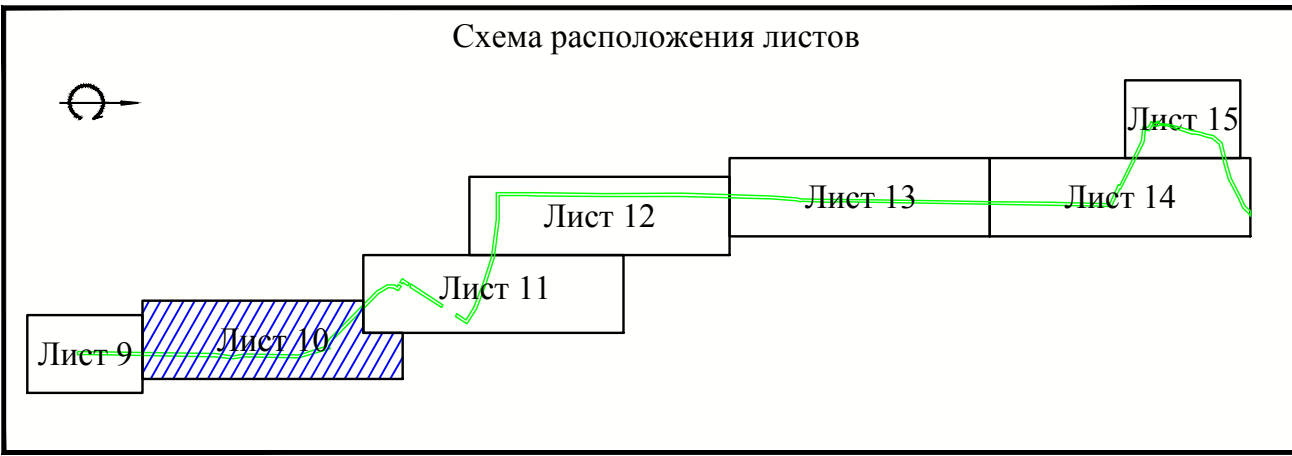 Схема расположения листов
Лист 15
Лист 14
Лист 13
Лист 12
Лист 11
Лист 10
Лист 9